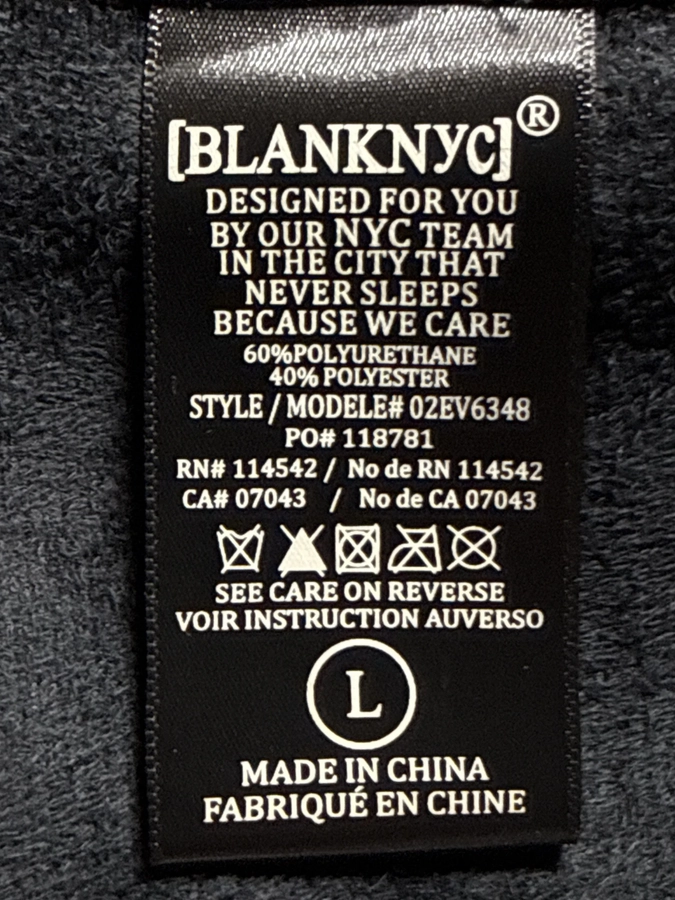 [BLANKNYC]®
DESIGNED FOR YOU
BY OUR NYC TEAM
IN THE CITY THAT
NEVER SLEEPS
BECAUSE WE CARE
60%POLYURETHANE
40% POLYESTER
STYLE / MODELE# 02EV6348
PO# 118781
RN# 114542 / No de RN 114542
CA# 07043 / No de CA 07043
SEE CARE ON REVERSE
VOIR INSTRUCTION AUVERSO
L
MADE IN CHINA
FABRIQUÉ EN CHINE